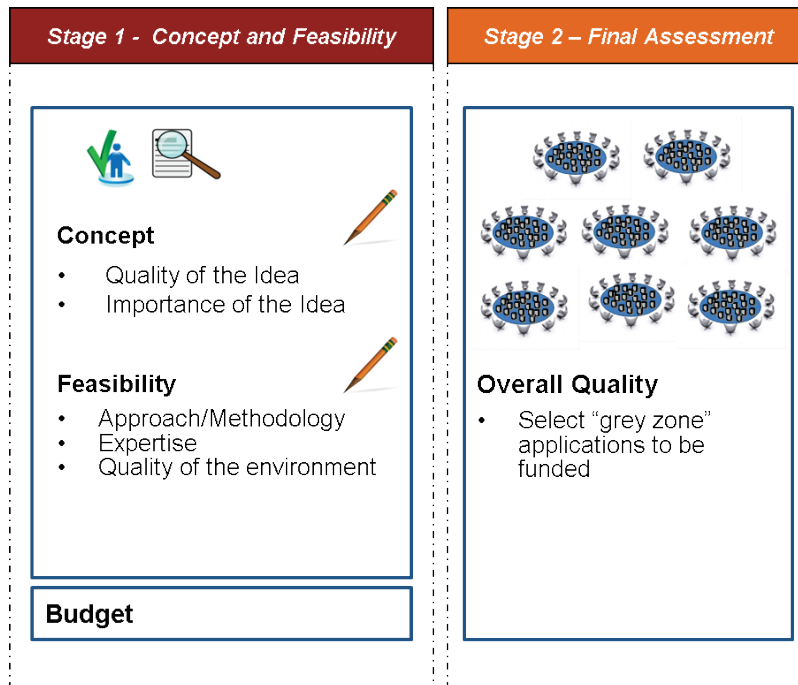 Stage 1 -  Concept and Feasibility
Concept
• Quality of the Idea
• Importance of the Idea
Feasibility
• Approach/Methodology
• Expertise
• Quality of the environment
Budget
Stage 2 – Final Assessment
Overall Quality
• Select “grey zone”
applications to be
funded